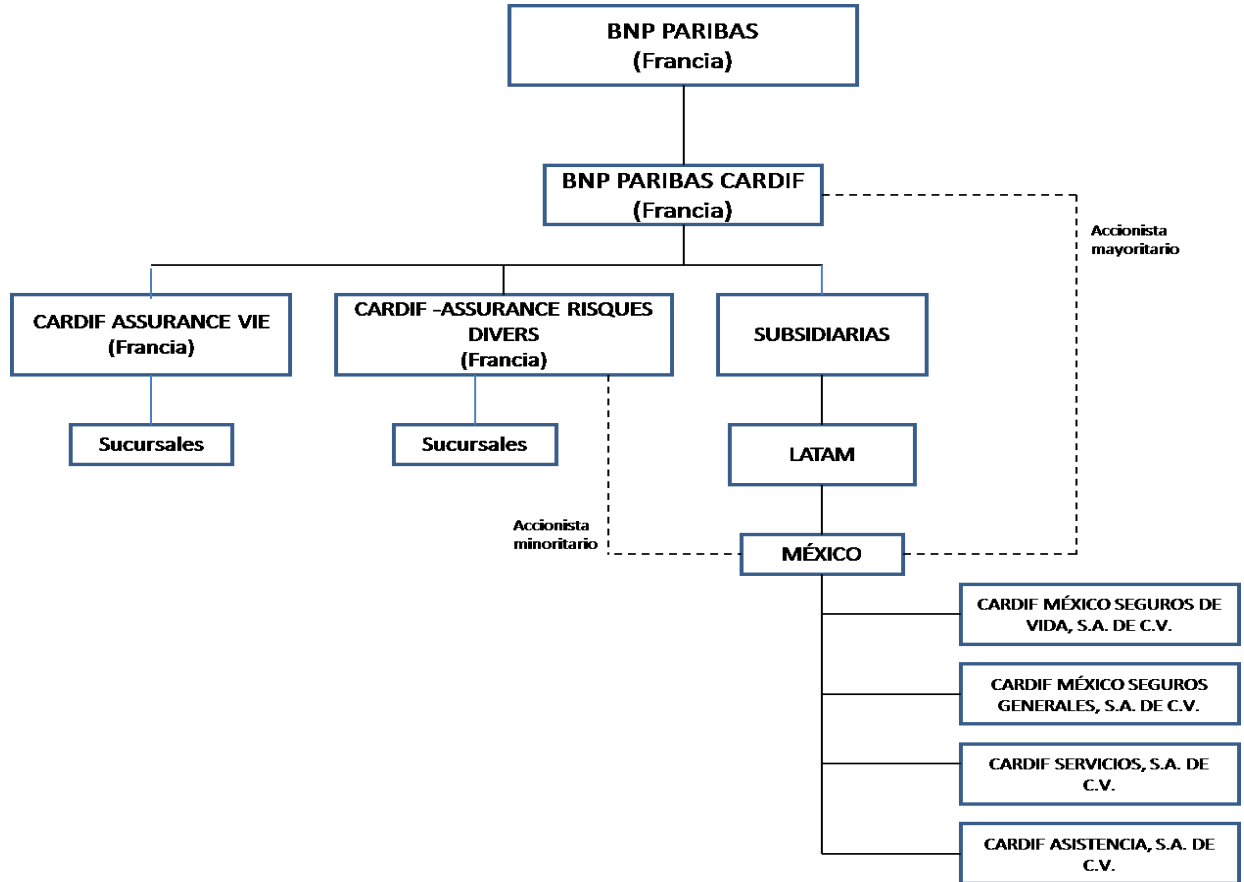 BNP PARIBAS
(Francia)
BNP PARIBAS CARDIF
(Francia)
Accionista
mayoritario
CARDIF ASSURANCE VIE
(Francia)
CARDIF -ASSURANCE RISQUES
DIVERS
(Francia)
SUBSIDIARIAS
Sucursales
Sucursales
LATAM
Accionista
minoritario
MÉXICO
CARDIF MÉXICO SEGUROS DE
VIDA, S.A. DE C.V.
CARDIF MÉXICO SEGUROS
GENERALES, S.A. DE C.V.
CARDIF SERVICIOS, S.A. DE
C.V.
CARDIF ASISTENCIA, S.A. DE
C.V.